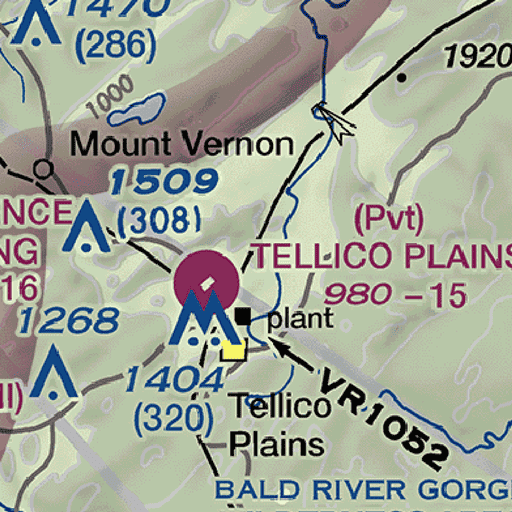 1470
(286)
1920
1000
Mount Vernon
1509
(308)
NCE
NG
16
(Pvt)
TELLICO PLAINS
980 – 15
1268
plant
1404
(320)
Tellico
Plains
VR1052
BALD RIVER GORG